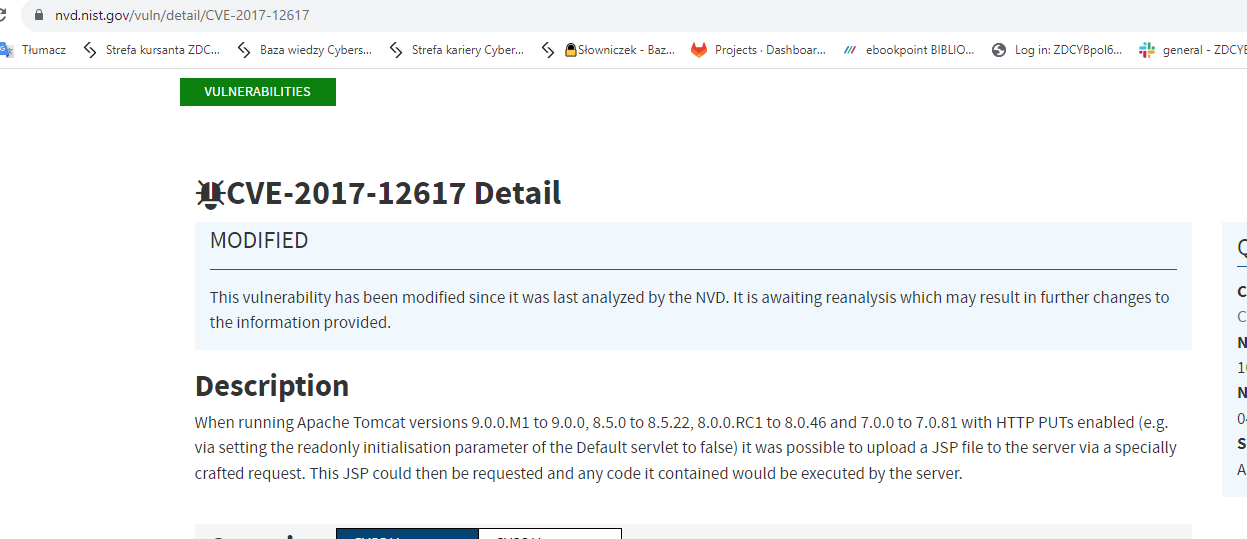 nvd.nist.gov/vuln/detail/CVE-2017-12617
Tłumacz Strefa kursanta ZDC... Baza wiedzy Cybers... Strefa kariery Cyber... Słowniczek - Baz... Projects · Dashboar... ebookpoint BIBLIO... Log in: ZDCYBpol6... general - ZDCYB
VULNERABILITIES
CVE-2017-12617 Detail
MODIFIED
This vulnerability has been modified since it was last analyzed by the NVD. It is awaiting reanalysis which may result in further changes to
the information provided.
Description
When running Apache Tomcat versions 9.0.0.M1 to 9.0.0, 8.5.0 to 8.5.22, 8.0.0.RC1 to 8.0.46 and 7.0.0 to 7.0.81 with HTTP PUTs enabled (e.g.
via setting the readonly initialisation parameter of the Default servlet to false) it was possible to upload a JSP file to the server via a specially
crafted request. This JSP could then be requested and any code it contained would be executed by the server.